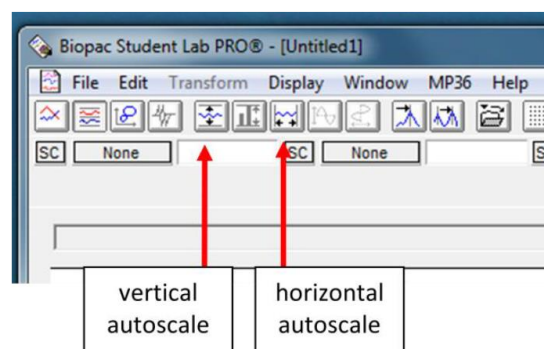 Biopac Student Lab PRO® - [Untitled1]
File Edit Transform Display Window MP36 Help
SC None SC None S
vertical
autoscale
horizontal
autoscale